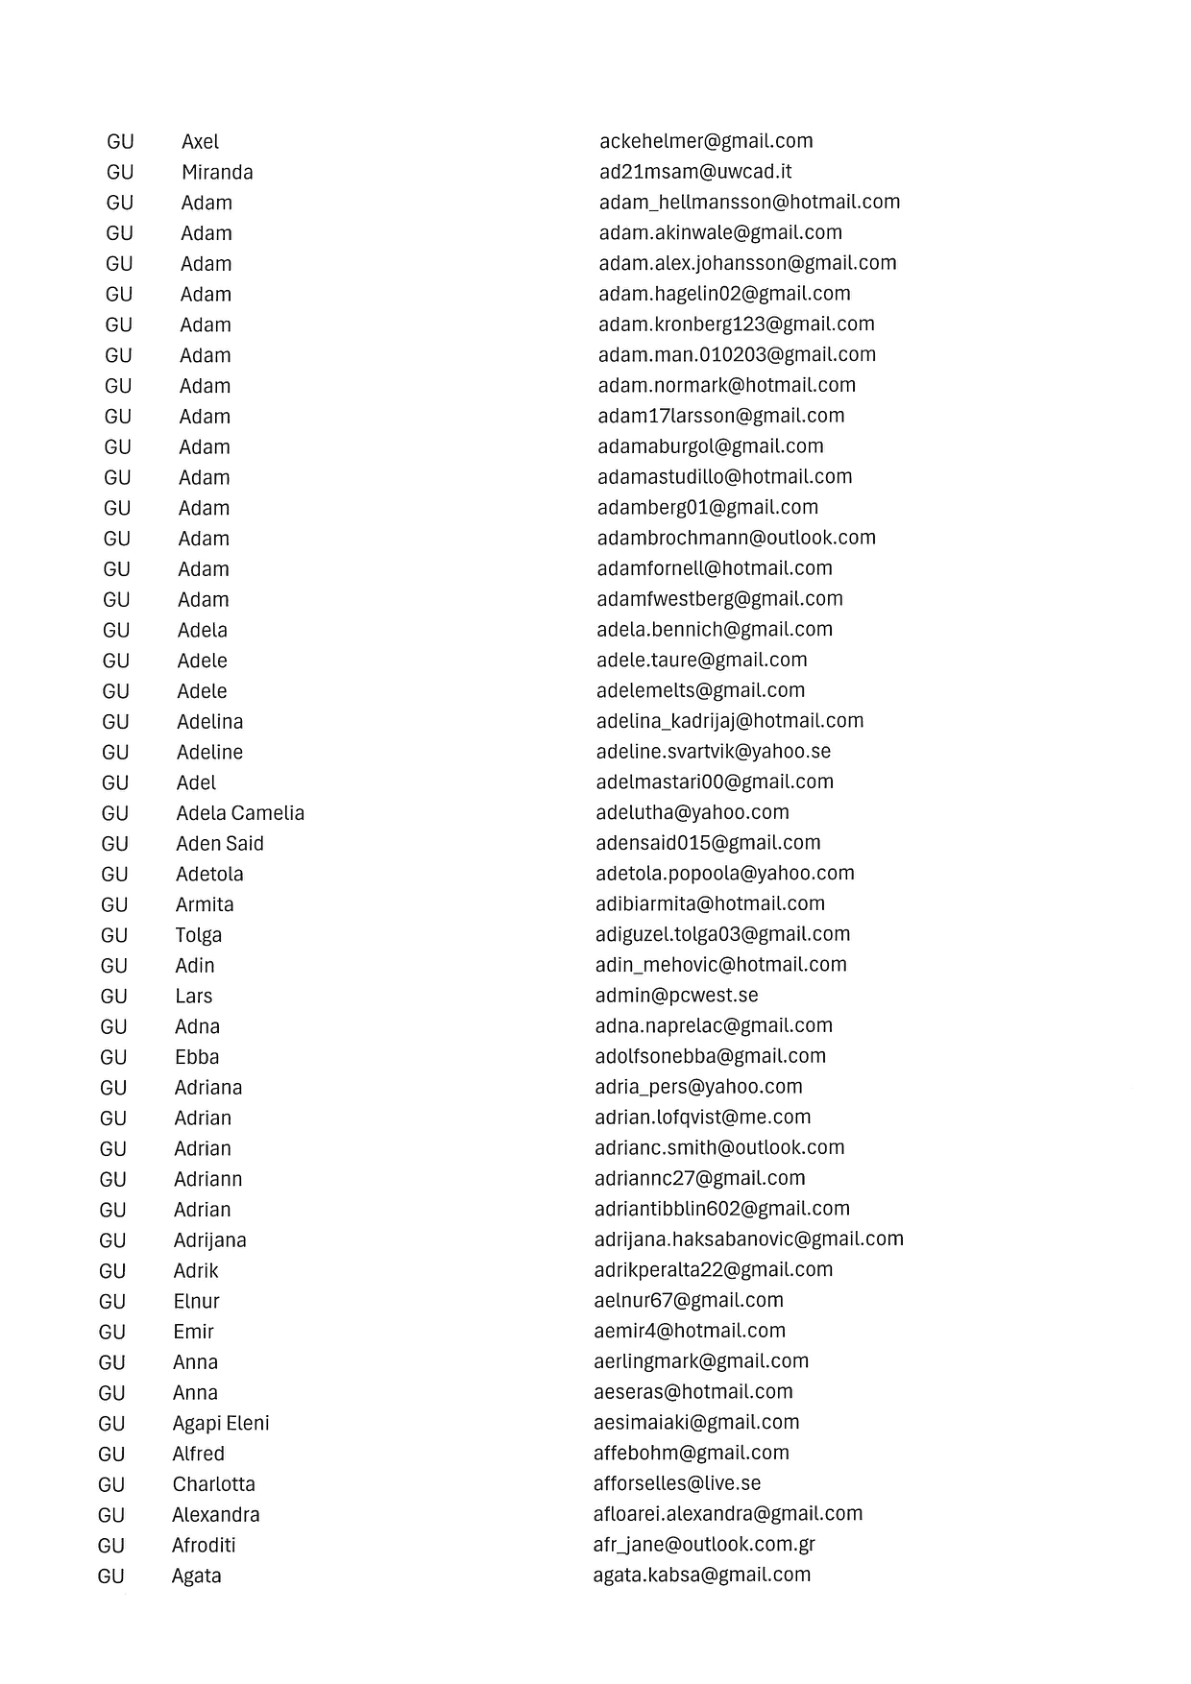 GU Axel ackehelmer@gmail.com
GU Miranda ad21msam@uwcad.it
GU Adam adam_hellmansson@hotmail.com
GU Adam adam.akinwale@gmail.com
GU Adam adam.alex.johansson@gmail.com
GU Adam adam.hagelin02@gmail.com
GU Adam adam.kronberg123@gmail.com
GU Adam adam.man.010203@gmail.com
GU Adam adam.normark@hotmail.com
GU Adam adam17larsson@gmail.com
GU Adam adamaburgol@gmail.com
GU Adam adamastudillo@hotmail.com
GU Adam adamberg01@gmail.com
GU Adam adambrochmann@outlook.com
GU Adam adamfornell@hotmail.com
GU Adam adamfwestberg@gmail.com
GU Adela adela.bennich@gmail.com
GU Adele adele.taure@gmail.com
GU Adele adelemelts@gmail.com
GU Adelina adelina_kadrijaj@hotmail.com
GU Adeline adeline.svartvik@yahoo.se
GU Adel adelmastari00@gmail.com
GU Adela Camelia adelutha@yahoo.com
GU Aden Said adensaid015@gmail.com
GU Adetola adetola.popoola@yahoo.com
GU Armita adibiarmita@hotmail.com
GU Tolga adiguzel.tolga03@gmail.com
GU Adin adin_mehovic@hotmail.com
GU Lars admin@pcwest.se
GU Adna adna.naprelac@gmail.com
GU Ebba adolfsonebba@gmail.com
GU Adriana adria_pers@yahoo.com
GU Adrian adrian.lofqvist@me.com
GU Adrian adrianc.smith@outlook.com
GU Adriann adriannc27@gmail.com
GU Adrian adriantibblin602@gmail.com
GU Adrijana adrijana.haksabanovic@gmail.com
GU Adrik adrikperalta22@gmail.com
GU Elnur aelnur67@gmail.com
GU Emir aemir4@hotmail.com
GU Anna aerlingmark@gmail.com
GU Anna aeseras@hotmail.com
GU Agapi Eleni aesimaiaki@gmail.com
GU Alfred affebohm@gmail.com
GU Charlotta afforselles@live.se
GU Alexandra afloarei.alexandra@gmail.com
GU Afroditi afr_jane@outlook.com.gr
GU Agata agata.kabsa@gmail.com